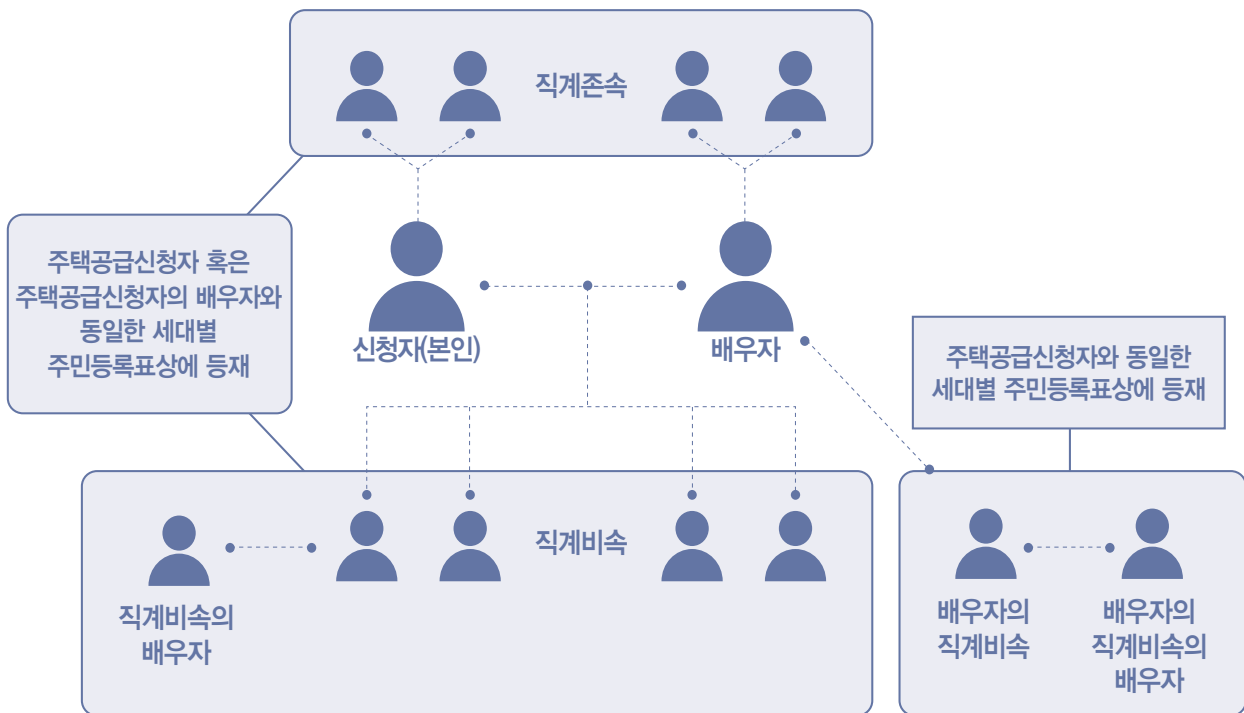 직계존속
주택공급신청자 혹은
주택공급신청자의 배우자와
동일한 세대별
주민등록표상에 등재
신청자(본인)
배우자
주택공급신청자와 동일한
세대별 주민등록표상에 등재
직계비속
직계비속의
배우자
배우자의
직계비속
배우자의
직계비속의
배우자